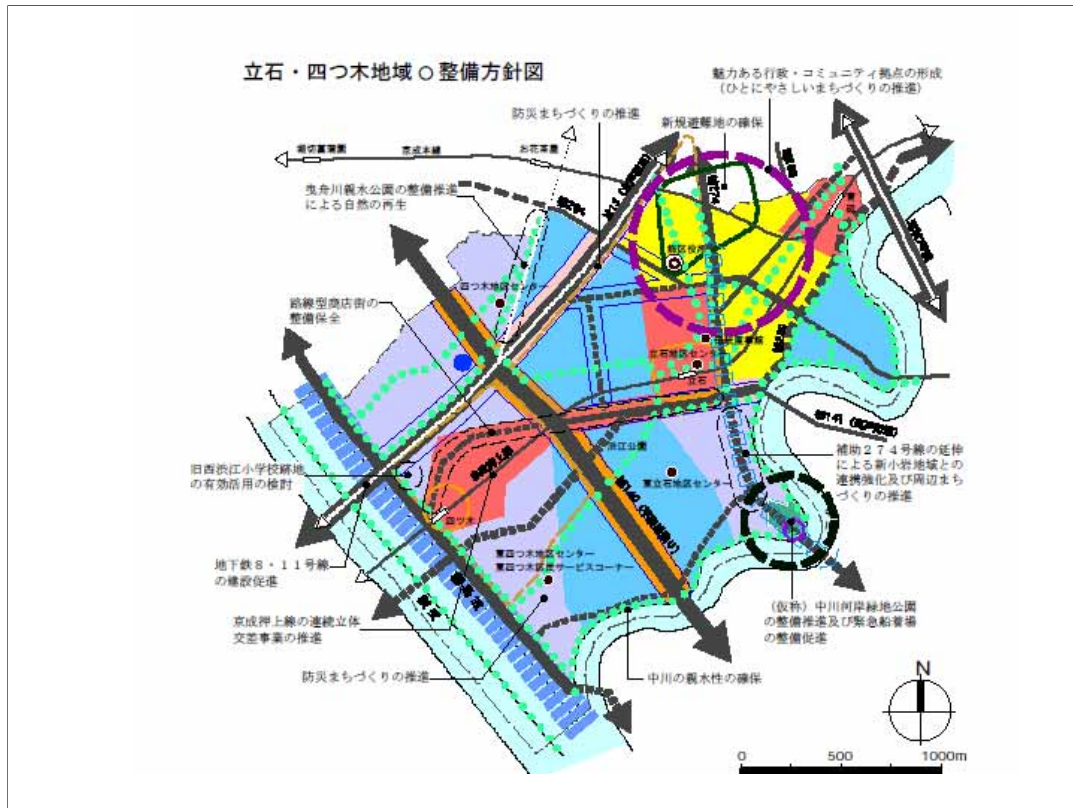 立石・四つ木地域の整備方針図
魅力ある行政・コミュニティ拠点の形成
(ひとにやさしいまちづくりの推進)
防災まちづくりの推進
新規避難地の確保
堀切菖蒲園
京成本線
お花茶屋
曳舟川親水公園の整備推進
による自然の再生
四つ木地区センター
路線型商店街の
整備保全
立石地区センター
立石
渋江公園
補助274号線の延伸
による新小岩地域との
連携強化及び周辺まち
づくりの推進
東立石地区センター
旧西渋江小学校跡地
の有効活用の検討
京成押上線
四ツ木
東四つ木地区センター
東四つ木区民サービスコーナー
地下鉄8・11号線
の建設促進
京成押上線の連続立体
交差事業の推進
(仮称)中川河岸緑地公園
の整備推進及び緊急船着場
の整備促進
防災まちづくりの推進
中川の親水性の確保
N
0
500
1000m